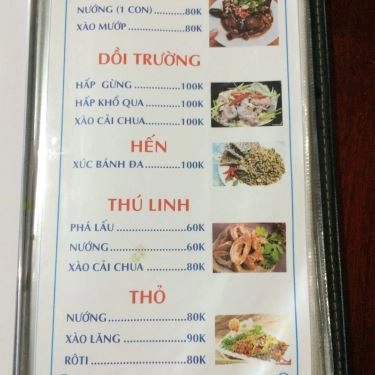 NƯỚNG (1 CON) ........80K
XÀO MƯỚP ..............80K
DỒI TRƯỜNG
HẤP GỪNG ............100K
HẤP KHỔ QUA .........100K
XÀO CẢI CHUA.........100K
HẾN
XÚC BÁNH ĐA .........100K
THÚ LINH
PHÁ LẤU .................60K
NƯỚNG ..................60K
XÀO CẢI CHUA ..........80K
THỎ
NƯỚNG ..................80K
XÀO LĂNG ...............90K
RÔTI .....................80K